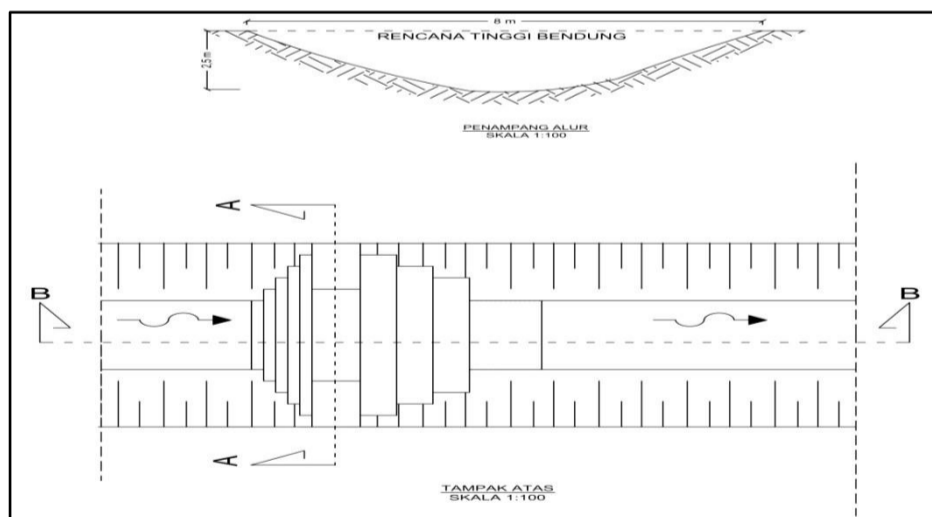 8 m
RENCANA TINGGI BENDUNG
2,5 m
PENAMPANG ALUR
SKALA 1:100
A
B
B
A
TAMPAK ATAS
SKALA 1:100